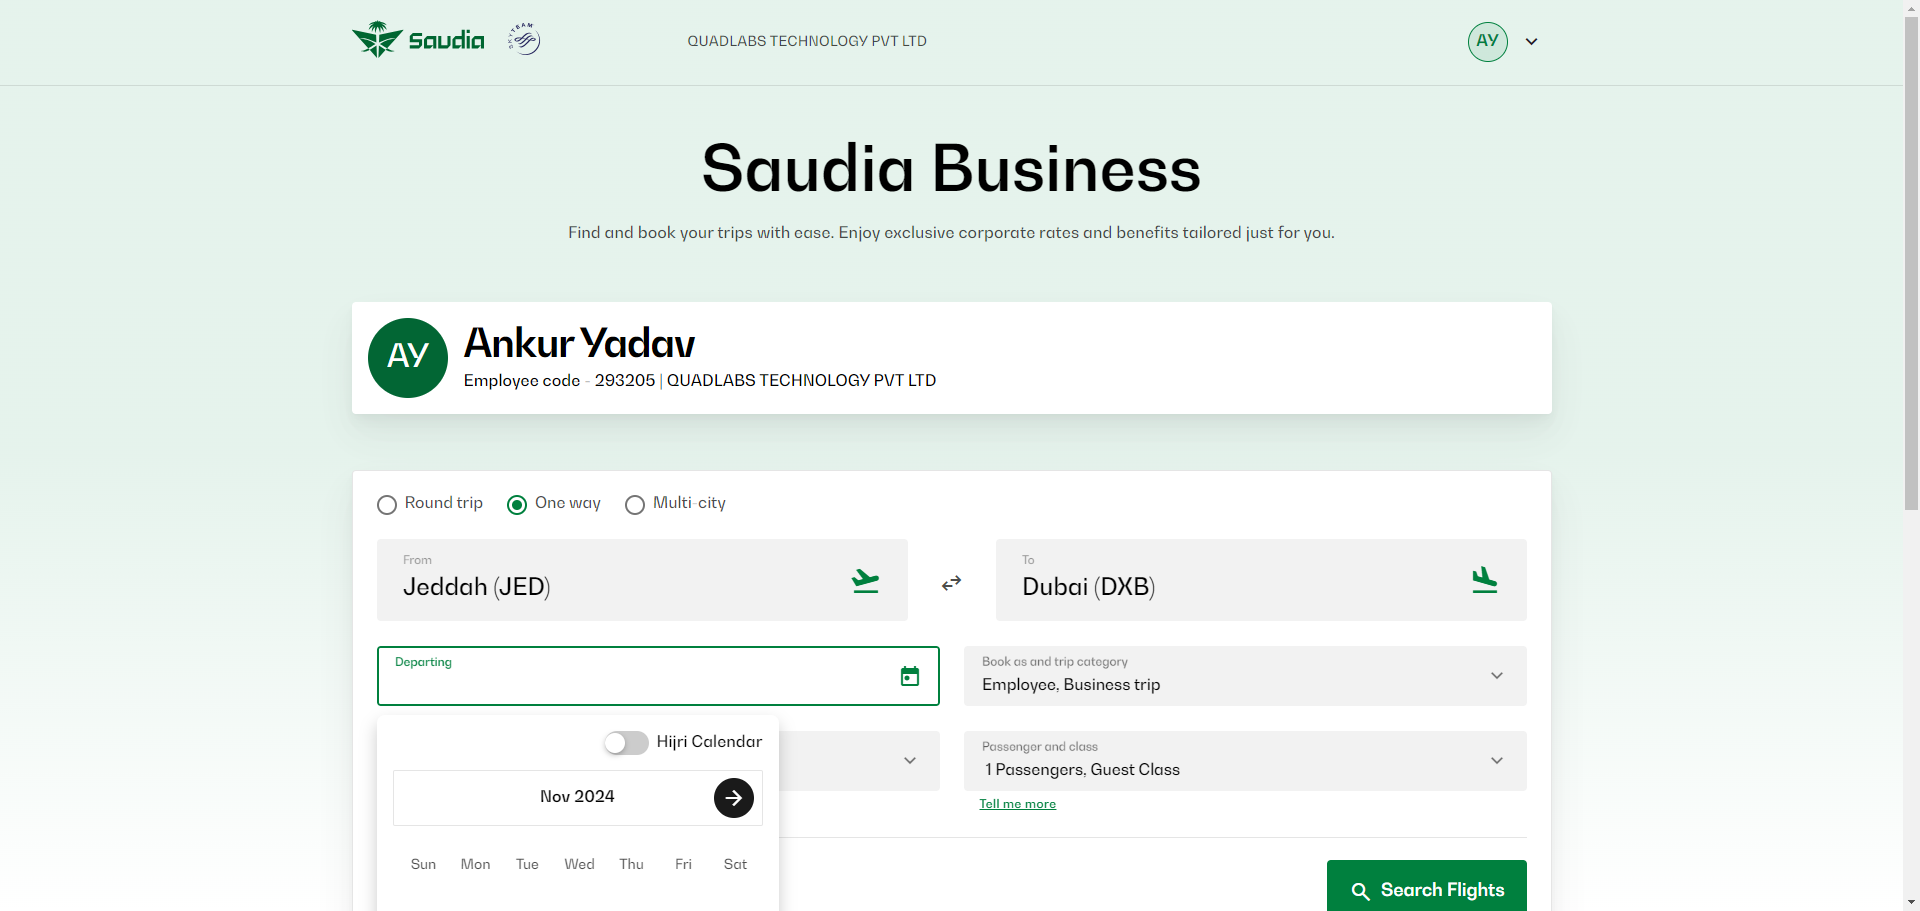 Saudia
SKYTEAM
QUADLABS TECHNOLOGY PVT LTD
AY
Saudia Business
Find and book your trips with ease. Enjoy exclusive corporate rates and benefits tailored just for you.
AY
Ankur Yadav
Employee code - 293205 | QUADLABS TECHNOLOGY PVT LTD
Round trip
One way
Multi-city
From
Jeddah (JED)
To
Dubai (DXB)
Departing
Book as and trip category
Employee, Business trip
Hijri Calendar
Nov 2024
Sun Mon Tue Wed Thu Fri Sat
Passenger and class
1 Passengers, Guest Class
Tell me more
Search Flights